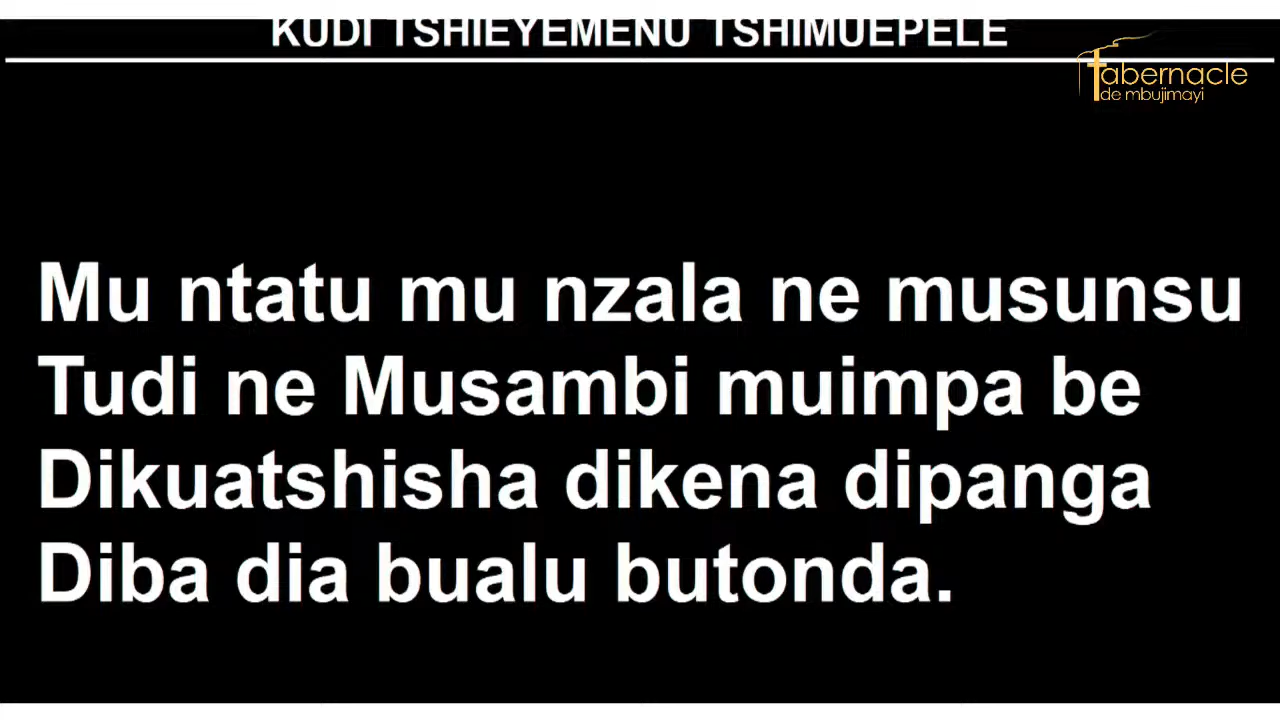 KUDI TSHIEYEMENU TSHIMUEPELE
Tabernacle
de mbujimayi
Mu ntatu mu nzala ne musunsu
Tudi ne Musambi muimpa be
Dikuatshisha dikena dipanga
Diba dia bualu butonda.